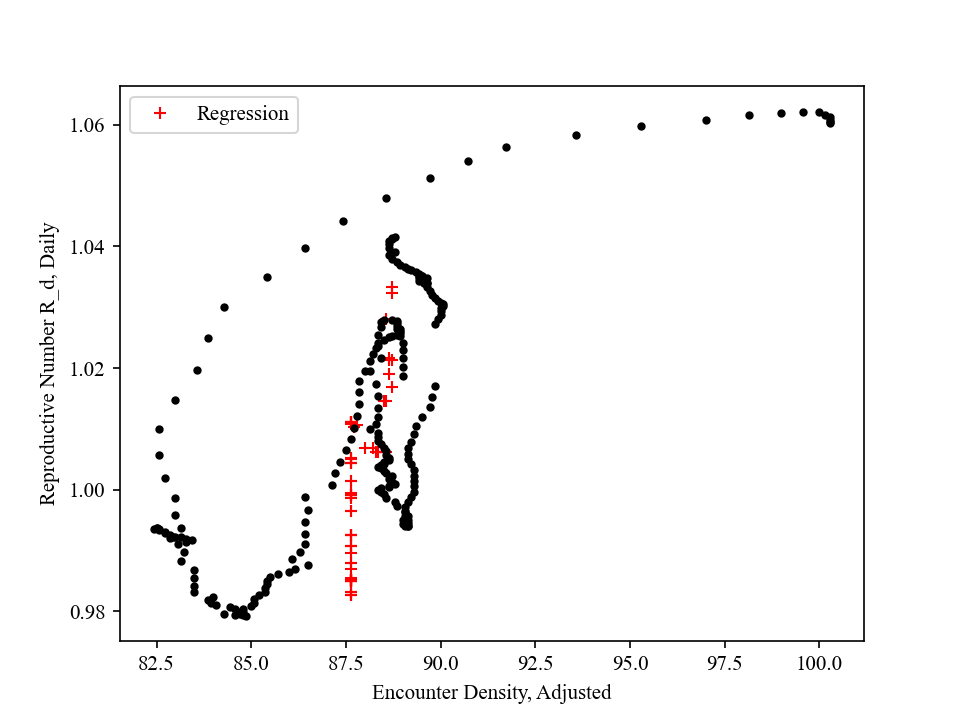 Regression
1.06
1.04
1.02
1.00
0.98
Reproductive Number R_d, Daily
82.5 85.0 87.5 90.0 92.5 95.0 97.5 100.0
Encounter Density, Adjusted